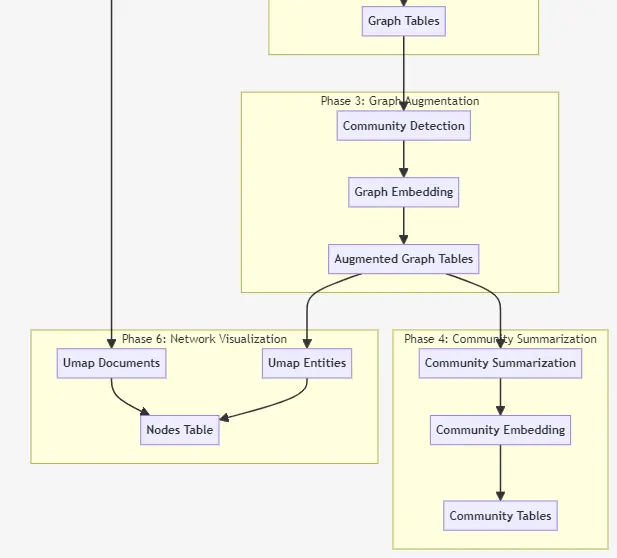 Graph Tables
Phase 3: Graph Augmentation
Community Detection
Graph Embedding
Augmented Graph Tables
Phase 6: Network Visualization
Umap Documents
Umap Entities
Nodes Table
Phase 4: Community Summarization
Community Summarization
Community Embedding
Community Tables